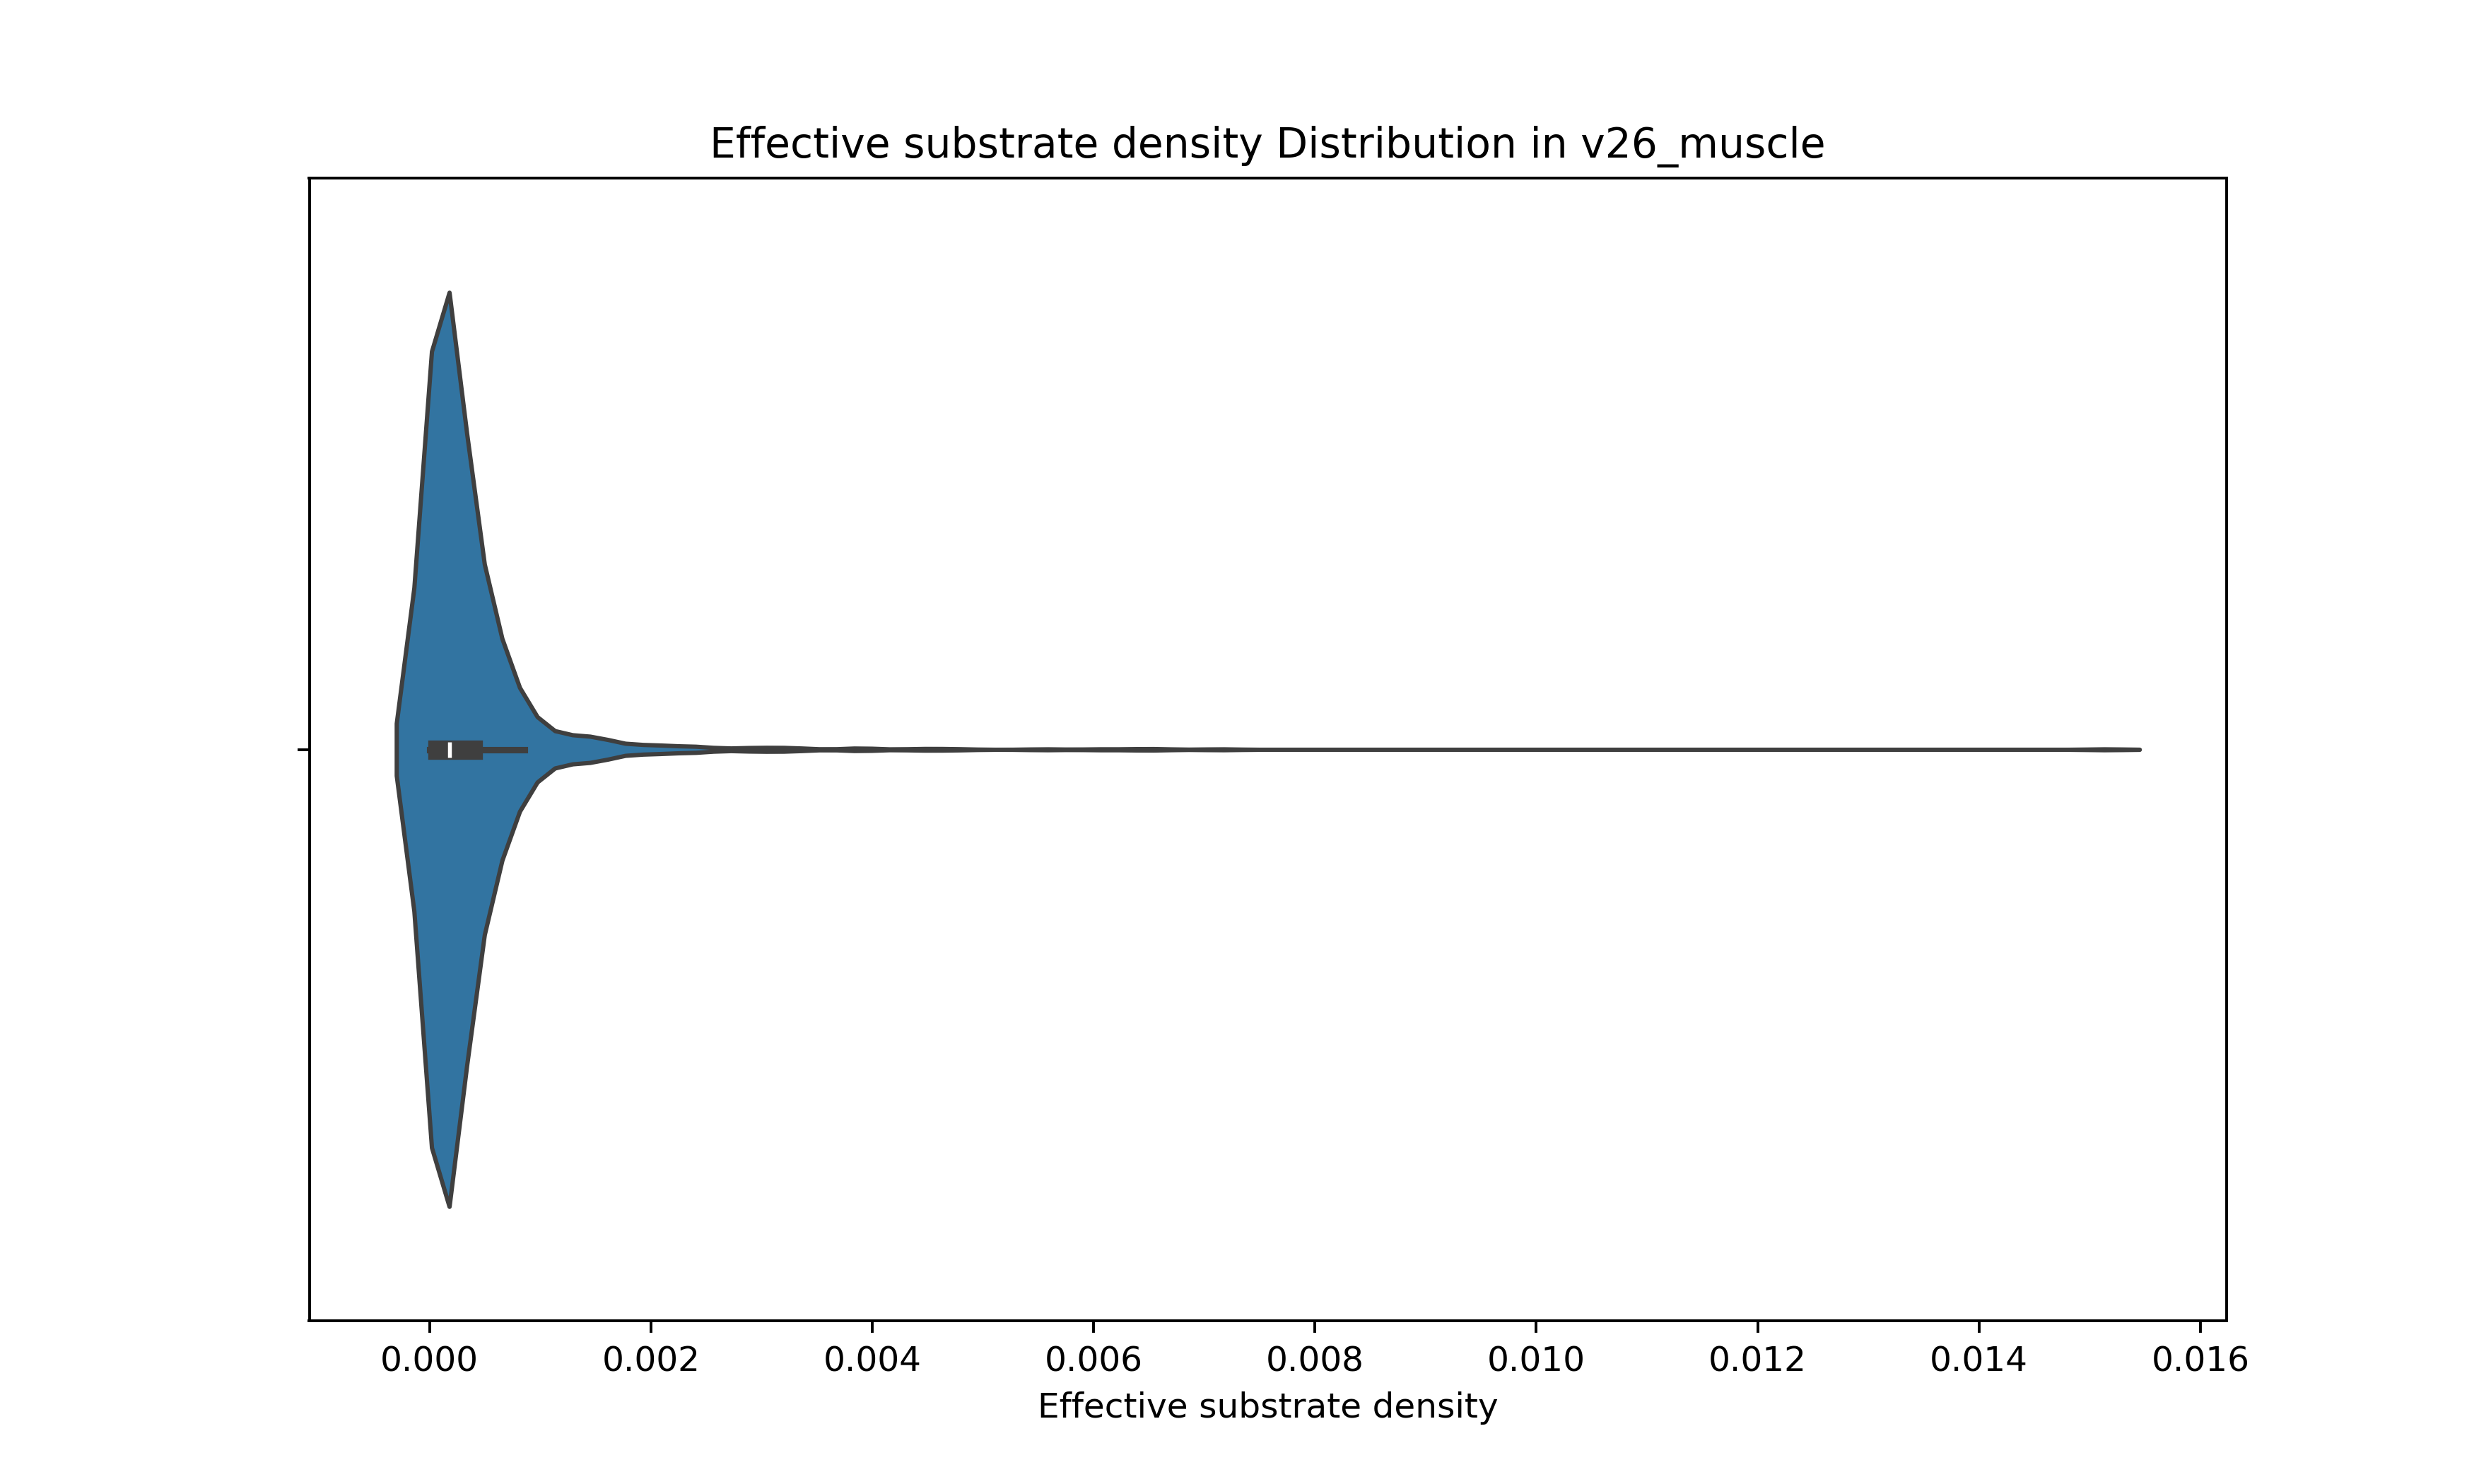 Effective substrate density Distribution in v26_muscle
0.000 0.002 0.004 0.006 0.008 0.010 0.012 0.014 0.016
Effective substrate density